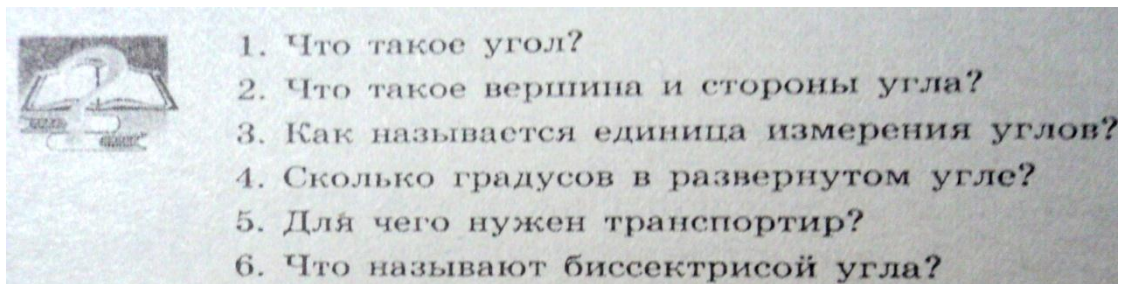 1. Что такое угол?
2. Что такое вершина и стороны угла?
3. Как называется единица измерения углов?
4. Сколько градусов в развернутом угле?
5. Для чего нужен транспортир?
6. Что называют биссектрисой угла?